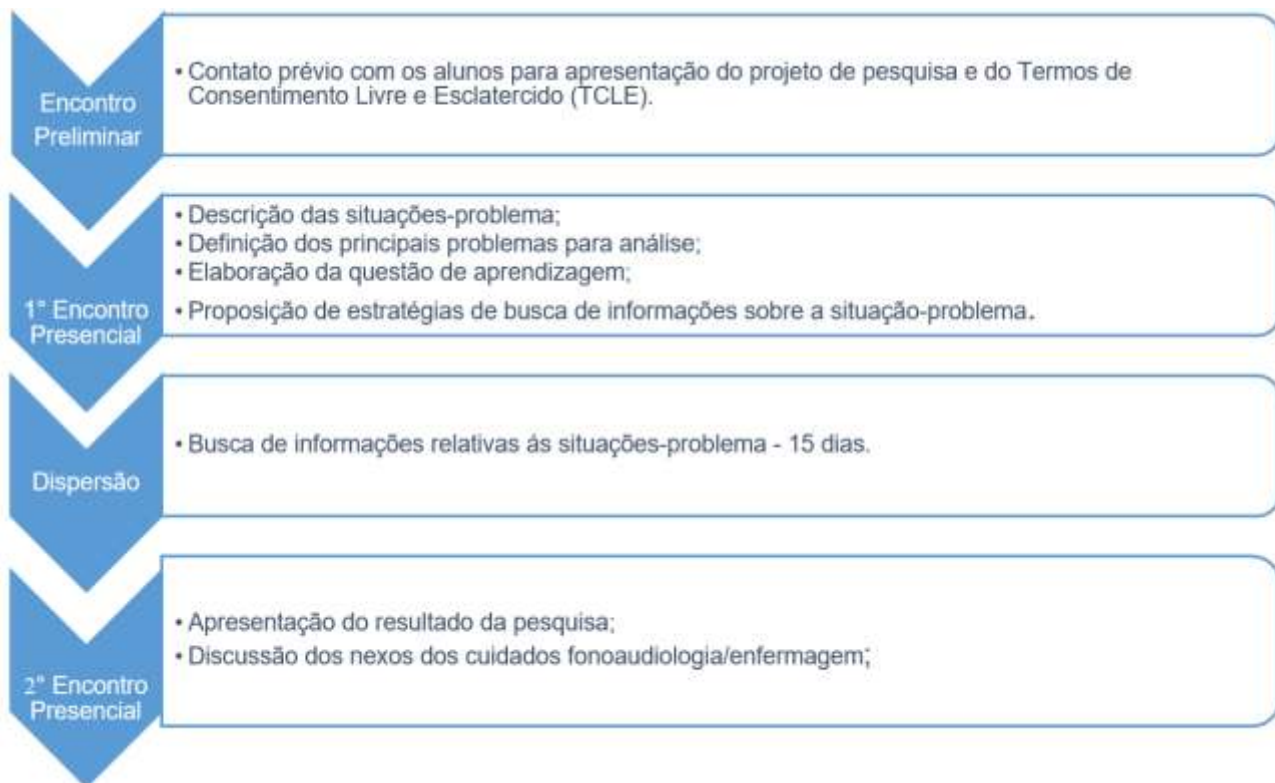 Encontro
Preliminar
• Contato prévio com os alunos para apresentação do projeto de pesquisa e do Termos de
Consentimento Livre e Esclatercido (TCLE).
1° Encontro
Presencial
• Descrição das situações-problema;
• Definição dos principais problemas para análise;
• Elaboração da questão de aprendizagem;
• Proposição de estratégias de busca de informações sobre a situação-problema.
Dispersão
• Busca de informações relativas ás situações-problema - 15 dias.
2° Encontro
Presencial
• Apresentação do resultado da pesquisa;
• Discussão dos nexos dos cuidados fonoaudiologia/enfermagem;